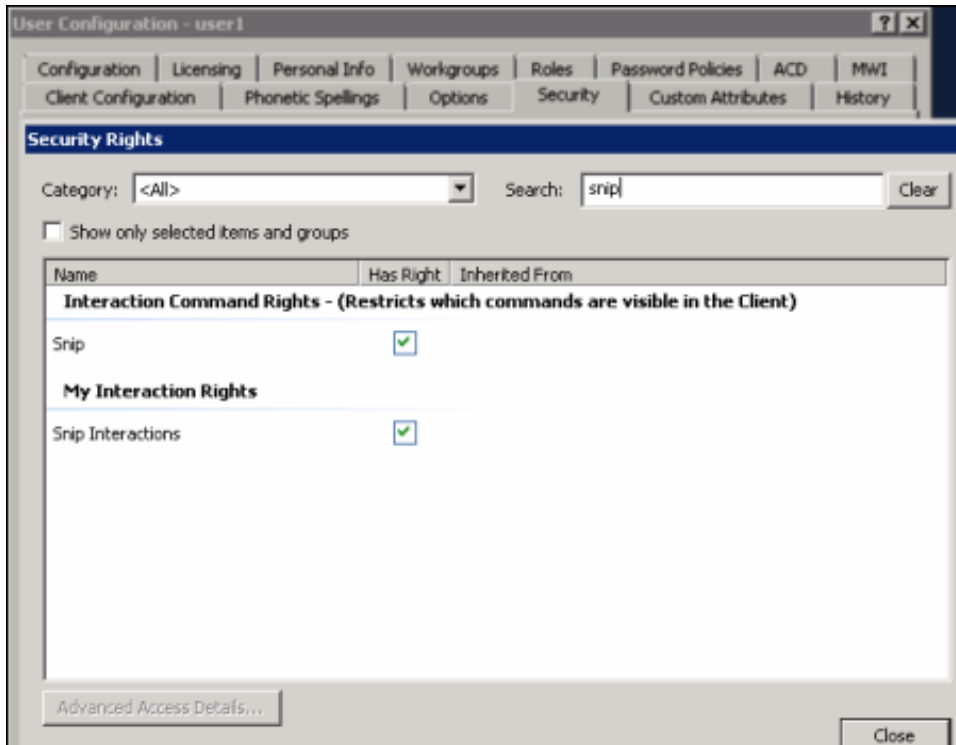 User Configuration - user1
Configuration Licensing Personal Info Workgroups Roles Password Policies ACD MWI
Client Configuration Phonetic Spellings Options Security Custom Attributes History
Security Rights
Category: <All> Search: snip Clear
Show only selected items and groups
Name Has Right Inherited From
Interaction Command Rights - (Restricts which commands are visible in the Client)
Snip
My Interaction Rights
Snip Interactions
Advanced Access Details...
Close